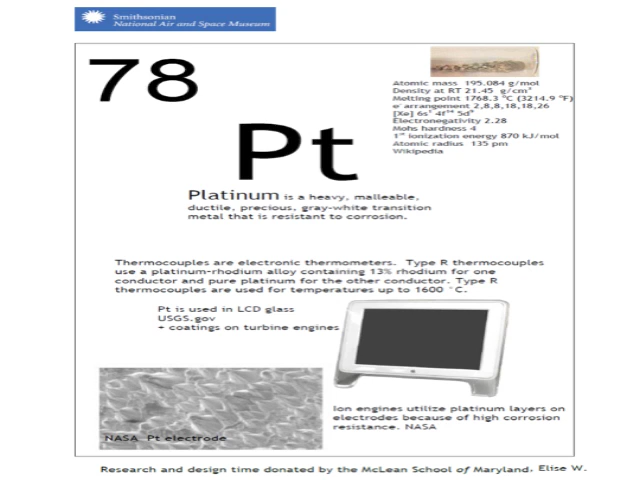 Smithsonian
National Air and Space Museum
78
Pt
Atomic mass 195.084 g/mol
Density at RT 21.45 g/cm³
Melting point 1768.3 °C (3214.9 °F)
e⁻ arrangement 2,8,8,18,18,26
[Xe] 6s¹ 4f¹⁴ 5d⁹
Electronegativity 2.28
Mohs hardness 4
1ˢᵗ ionization energy 870 kJ/mol
Atomic radius 135 pm
Wikipedia
Platinum is a heavy, malleable,
ductile, precious, gray-white transition
metal that is resistant to corrosion.
Thermocouples are electronic thermometers. Type R thermocouples
use a platinum-rhodium alloy containing 13% rhodium for one
conductor and pure platinum for the other conductor. Type R
thermocouples are used for temperatures up to 1600 °C.
Pt is used in LCD glass
USGS.gov
+ coatings on turbine engines
Ion engines utilize platinum layers on
electrodes because of high corrosion
resistance. NASA
NASA Pt electrode
Research and design time donated by the McLean School of Maryland. Elise W.